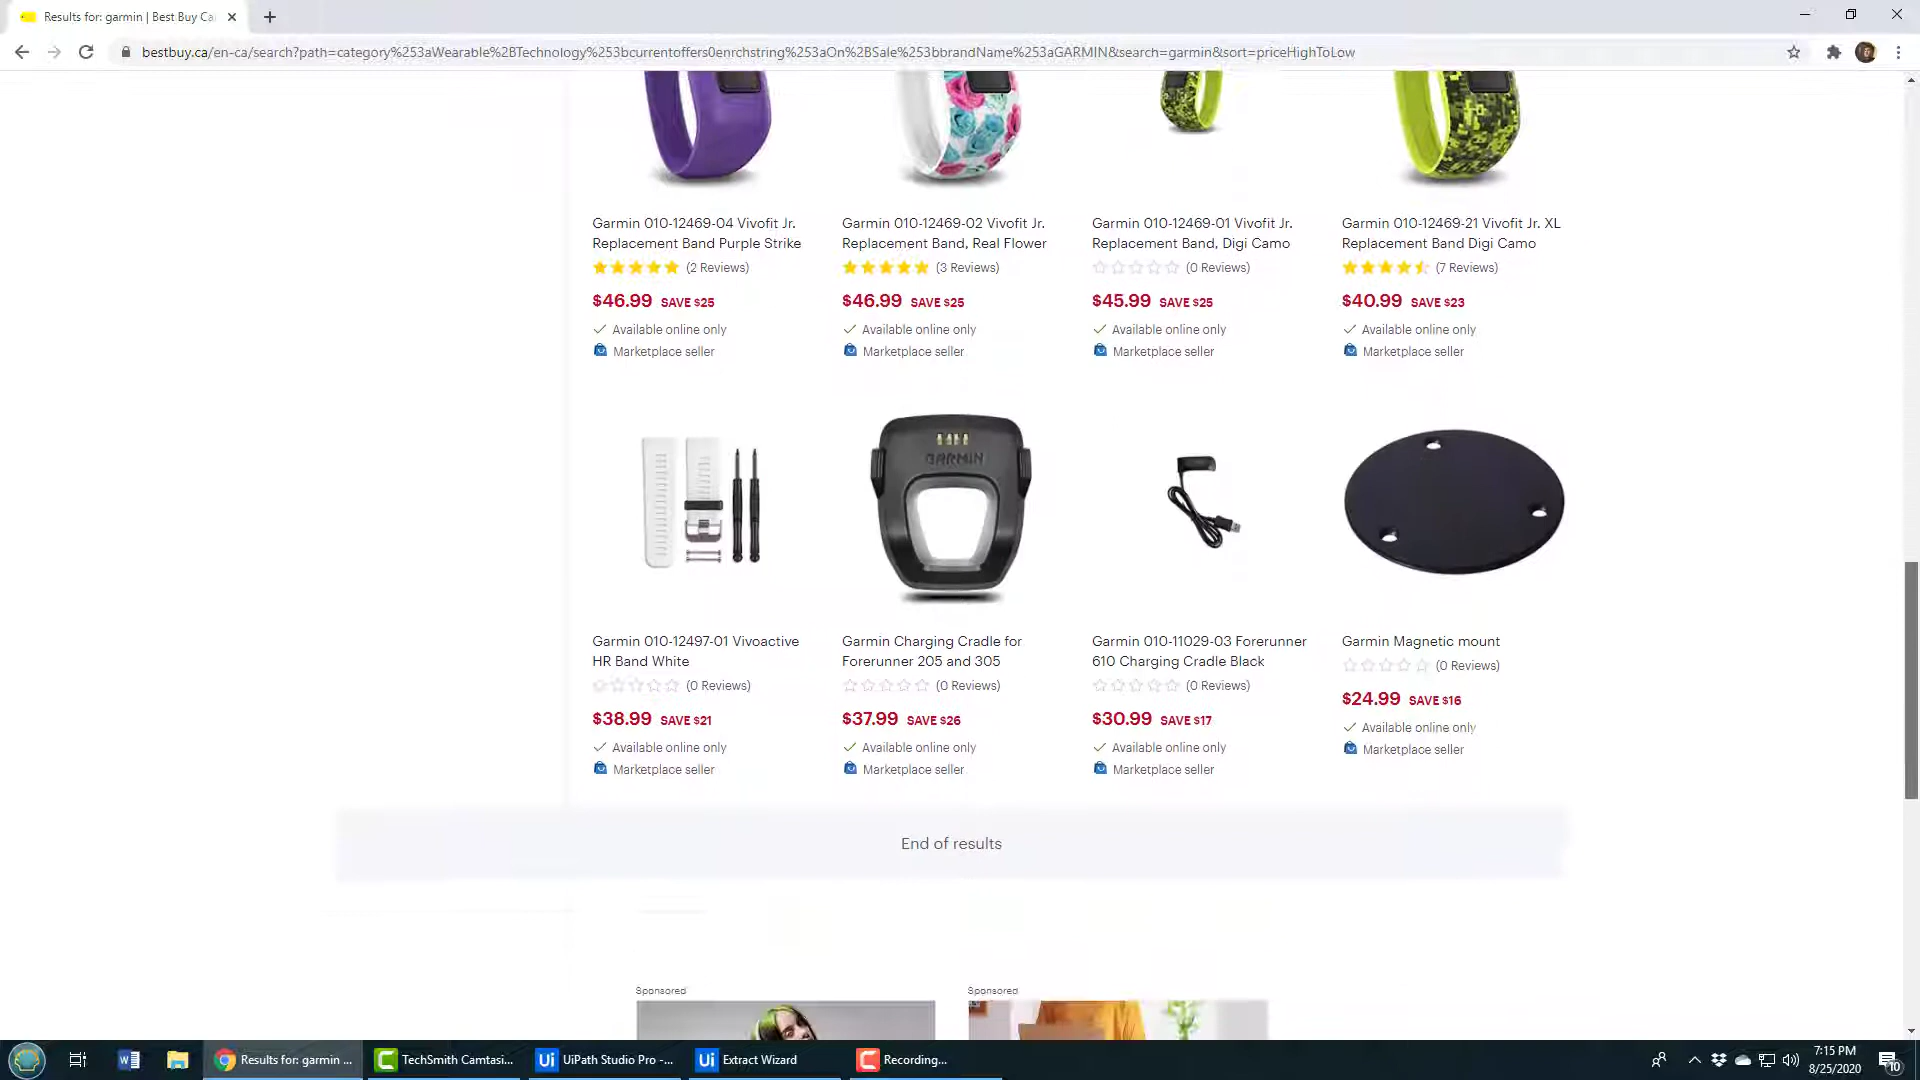 Results for: garmin | Best Buy Ca
bestbuy.ca/en-ca/search?path=category%253aWearable%2BTechnology%253bcurrentoffers0enrchstring%253aOn%2BSale%253bbrandName%253aGARMIN&search=garmin&sort=priceHighToLow
Garmin 010-12469-04 Vivofit Jr.
Replacement Band Purple Strike
(2 Reviews)
$46.99 SAVE $25
Available online only
Marketplace seller
Garmin 010-12469-02 Vivofit Jr.
Replacement Band, Real Flower
(3 Reviews)
$46.99 SAVE $25
Available online only
Marketplace seller
Garmin 010-12469-01 Vivofit Jr.
Replacement Band, Digi Camo
(0 Reviews)
$45.99 SAVE $25
Available online only
Marketplace seller
Garmin 010-12469-21 Vivofit Jr. XL
Replacement Band Digi Camo
(7 Reviews)
$40.99 SAVE $23
Available online only
Marketplace seller
GARMIN
Garmin 010-12497-01 Vivoactive
HR Band White
(0 Reviews)
$38.99 SAVE $21
Available online only
Marketplace seller
Garmin Charging Cradle for
Forerunner 205 and 305
(0 Reviews)
$37.99 SAVE $26
Available online only
Marketplace seller
Garmin 010-11029-03 Forerunner
610 Charging Cradle Black
(0 Reviews)
$30.99 SAVE $17
Available online only
Marketplace seller
Garmin Magnetic mount
(0 Reviews)
$24.99 SAVE $16
Available online only
Marketplace seller
End of results
Sponsored
Sponsored
Results for: garmin ...
TechSmith Camtasi...
Ui UiPath Studio Pro -...
Ui Extract Wizard
Recording...
7:15 PM
8/25/2020
10